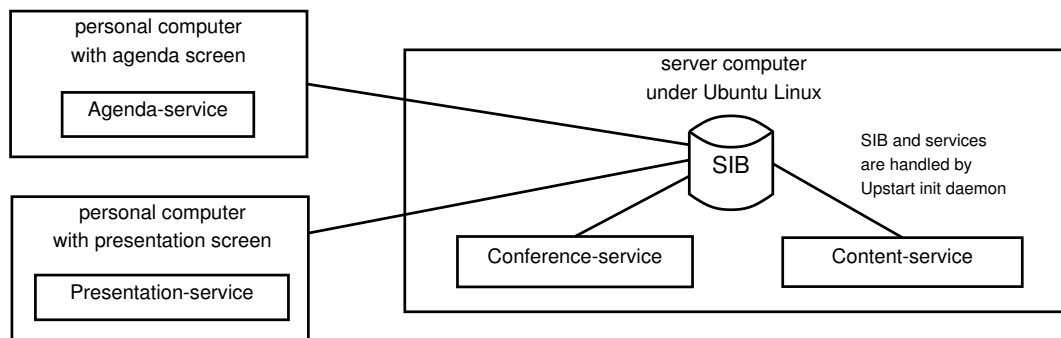 personal computer
with agenda screen
Agenda-service
personal computer
with presentation screen
Presentation-service
server computer
under Ubuntu Linux
SIB
SIB and services
are handled by
Upstart init daemon
Conference-service
Content-service